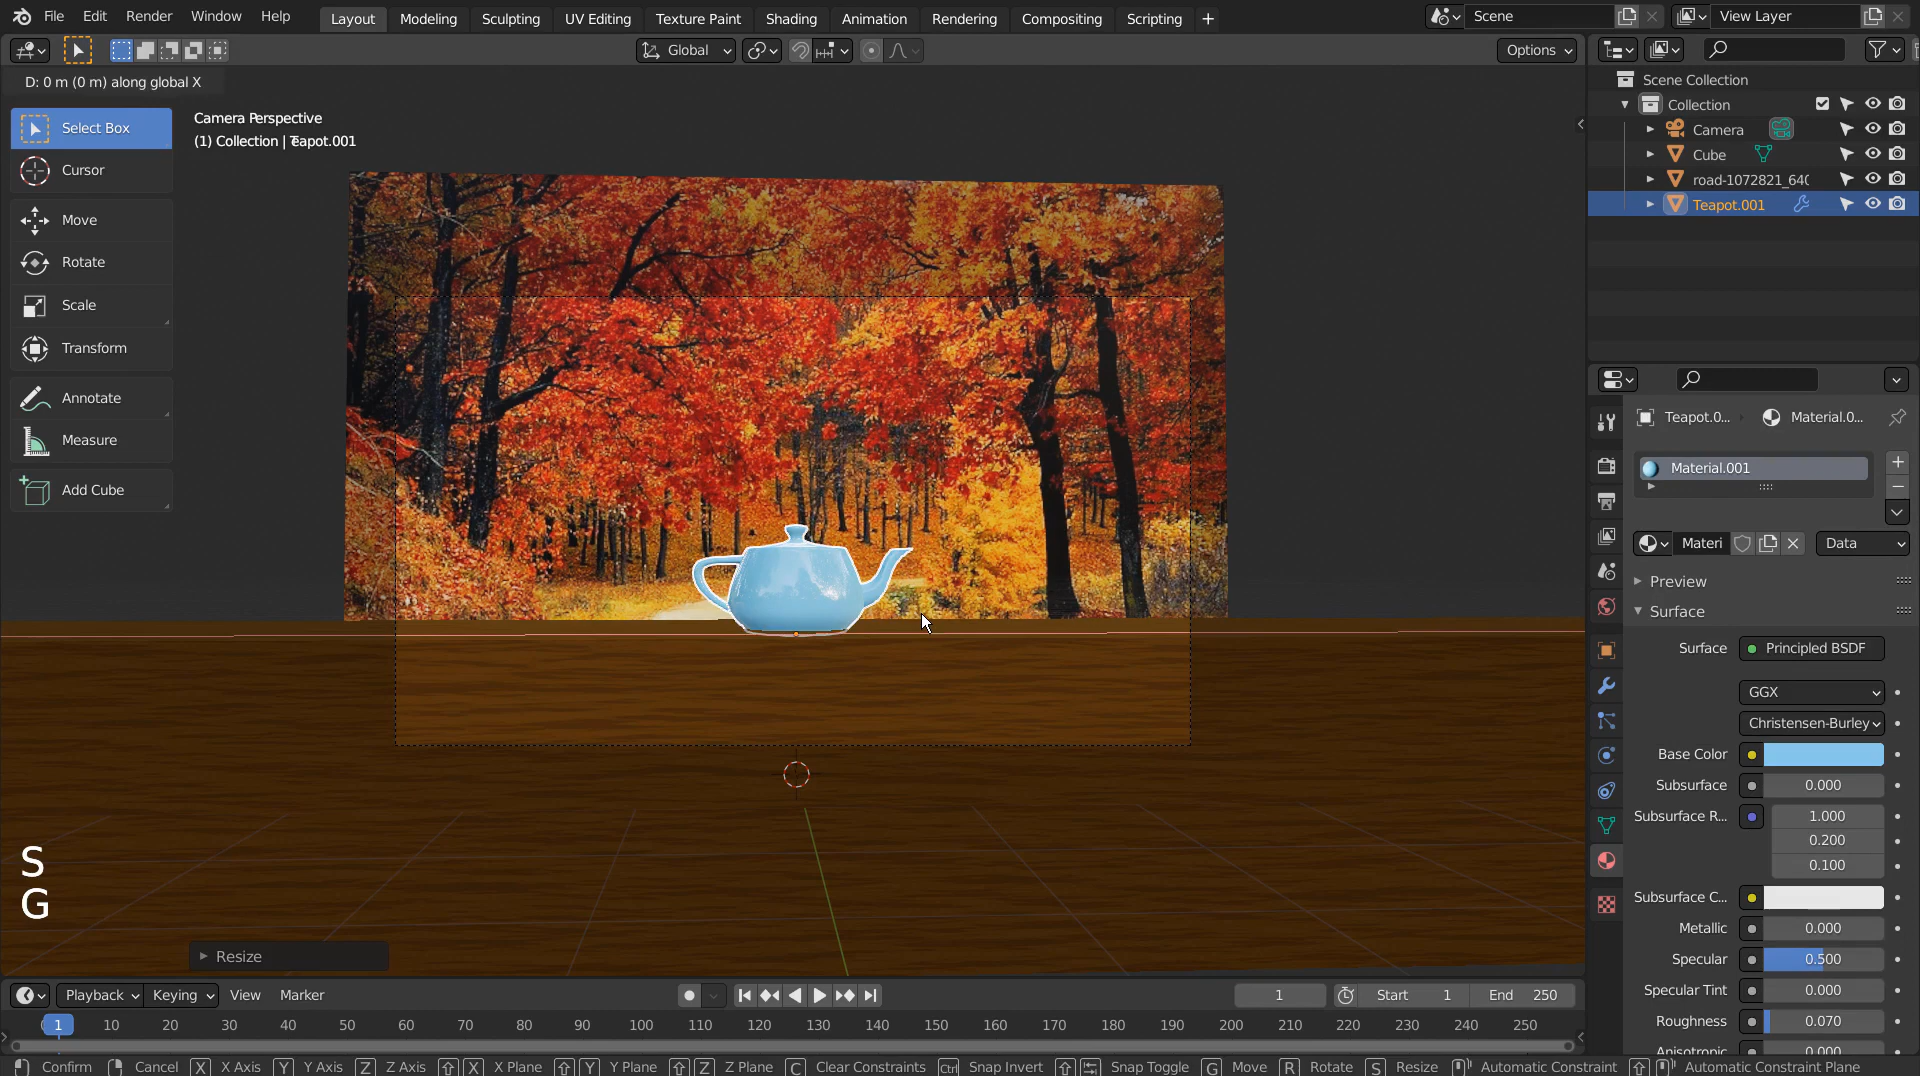 File Edit Render Window Help Layout Modeling Sculpting UV Editing Texture Paint Shading Animation Rendering Compositing Scripting + Scene View Layer
Global Options
D: 0 m (0 m) along global X
Scene Collection
Collection
Camera
Cube
road-1072821_640
Teapot.001
Select Box
Cursor
Move
Rotate
Scale
Transform
Annotate
Measure
Add Cube
Camera Perspective
(1) Collection | Teapot.001
S
G
Resize
Teapot.0... Material.0...
Material.001
Materi Data
Preview
Surface
Surface Principled BSDF
GGX
Christensen-Burley
Base Color
Subsurface 0.000
Subsurface R... 1.000
0.200
0.100
Subsurface C...
Metallic 0.000
Specular 0.500
Specular Tint 0.000
Roughness 0.070
Anisotropic 0.000
Playback Keying View Marker 1 Start 1 End 250
1 10 20 30 40 50 60 70 80 90 100 110 120 130 140 150 160 170 180 190 200 210 220 230 240 250
Confirm Cancel X X Axis Y Y Axis Z Z Axis X X Plane Y Y Plane Z Z Plane C Clear Constraints Ctrl Snap Invert Snap Toggle G Move R Rotate S Resize Automatic Constraint Automatic Constraint Plane